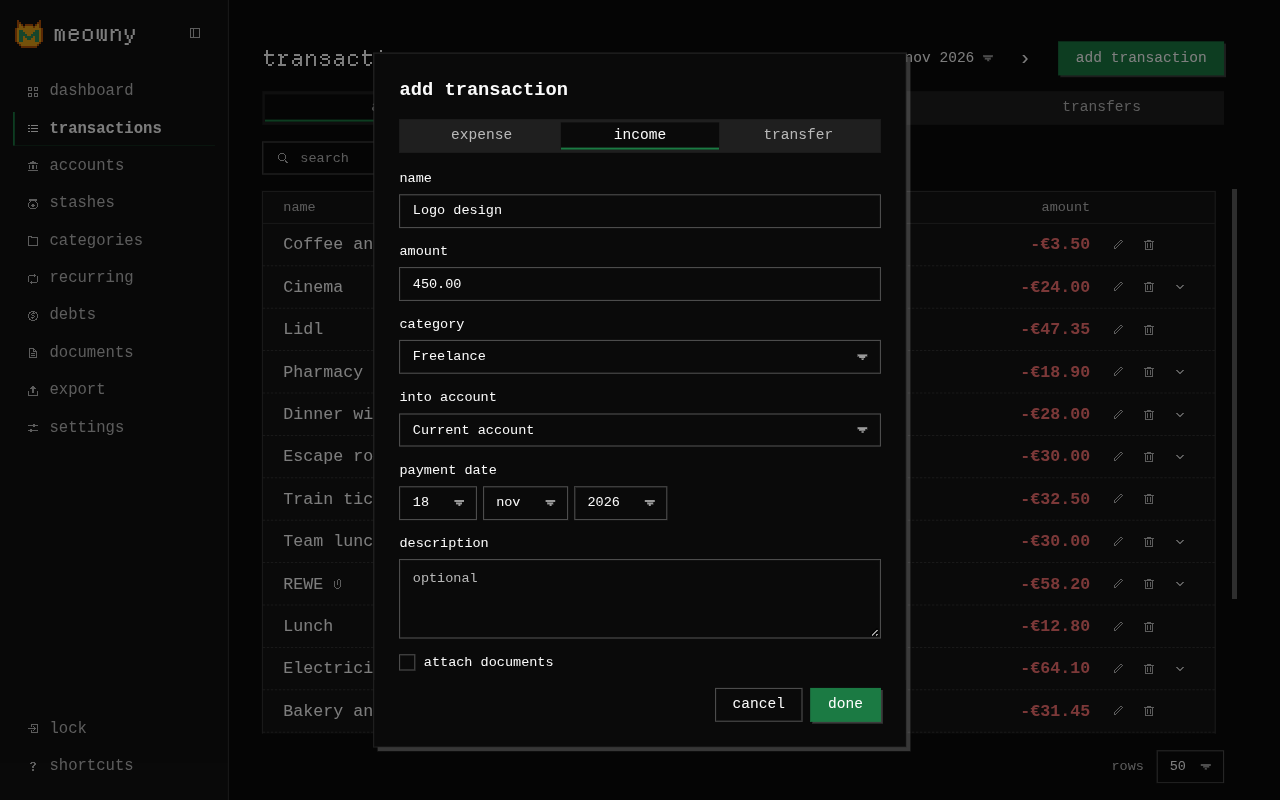 meowny
dashboard
transactions
accounts
stashes
categories
recurring
debts
documents
export
settings
lock
? shortcuts
nov 2026 ›
add transaction
transfers
search
name amount
Coffee an -€3.50
Cinema -€24.00
Lidl -€47.35
Pharmacy -€18.90
Dinner wi -€28.00
Escape ro -€30.00
Train tic -€32.50
Team lunc -€30.00
REWE -€58.20
Lunch -€12.80
Electrici -€64.10
Bakery an -€31.45
rows 50
add transaction
expense income transfer
name
Logo design
amount
450.00
category
Freelance
into account
Current account
payment date
18 nov 2026
description
optional
attach documents
cancel done